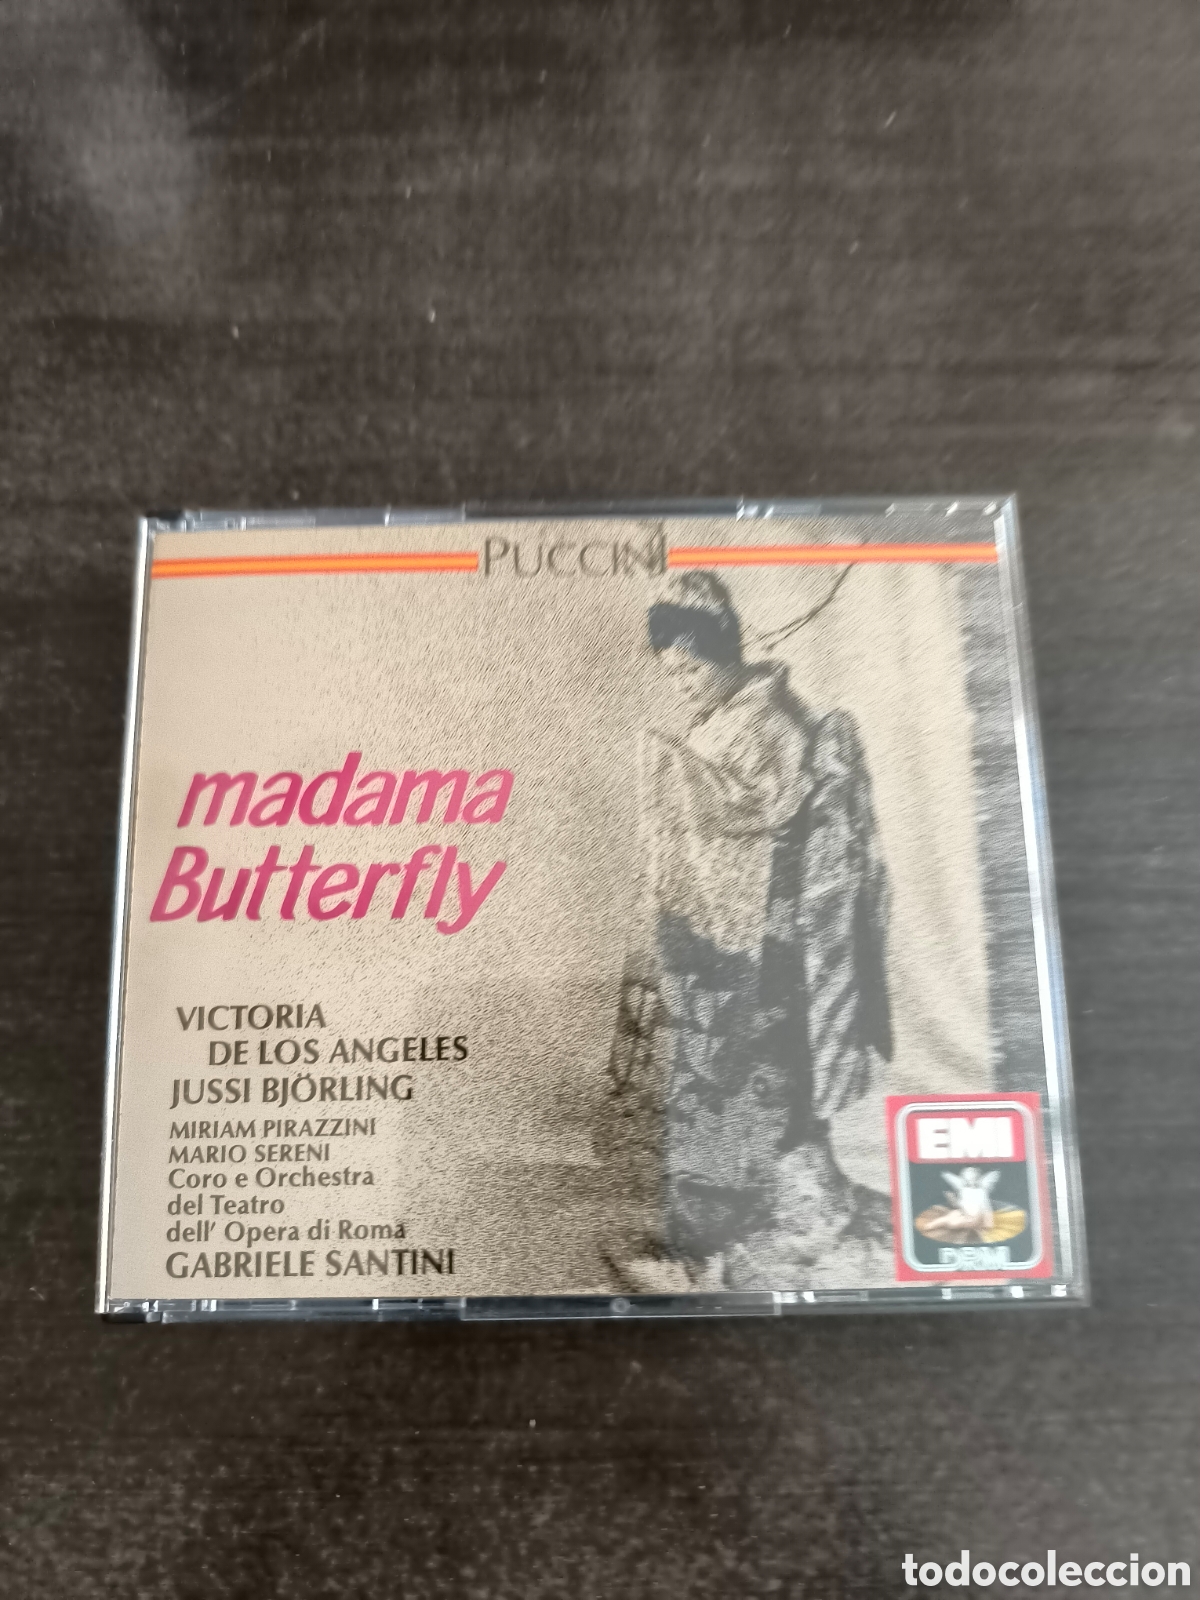 PUCCINI
madama
Butterfly
VICTORIA
DE LOS ANGELES
JUSSI BJÖRLING
MIRIAM PIRAZZINI
MARIO SERENI
Coro e Orchestra
del Teatro
dell' Opera di Roma
GABRIELE SANTINI
EMI
DRM
todocoleccion